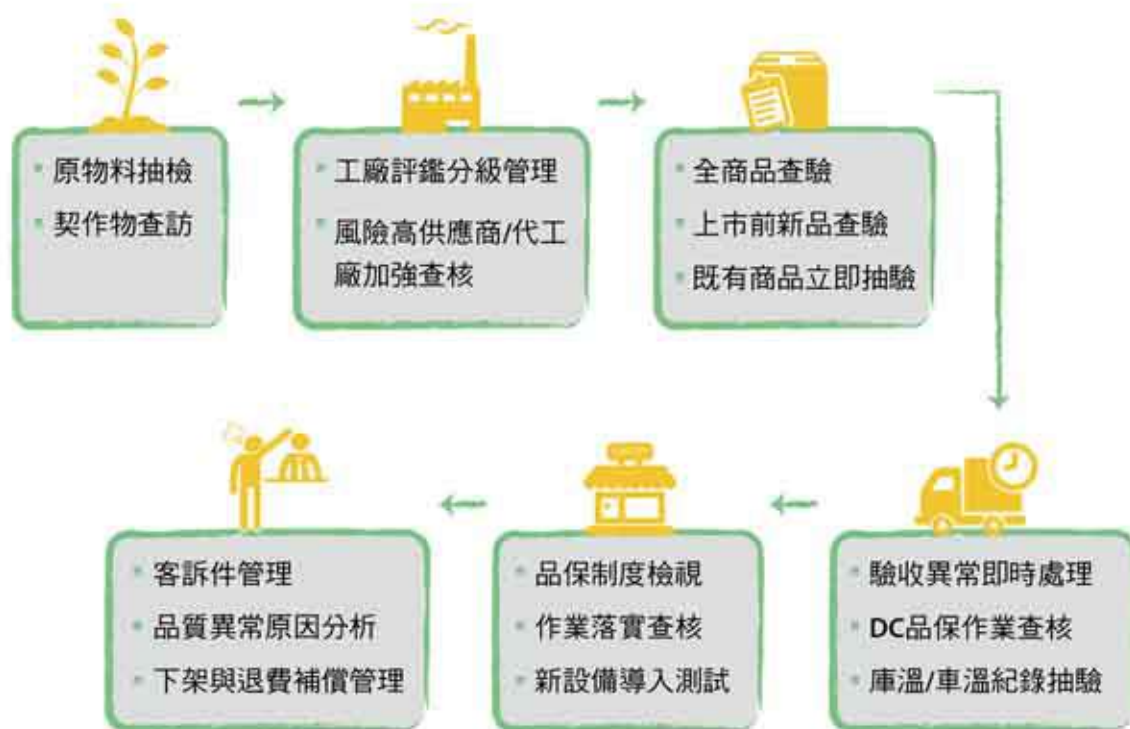 原物料抽檢
契作物查訪
工廠評鑑分級管理
風險高供應商/代工
廠加強查核
全商品查驗
上市前新品查驗
既有商品立即抽驗
驗收異常即時處理
DC品保作業查核
庫溫/車溫紀錄抽驗
品保制度檢視
作業落實查核
新設備導入測試
客訴件管理
品質異常原因分析
下架與退費補償管理